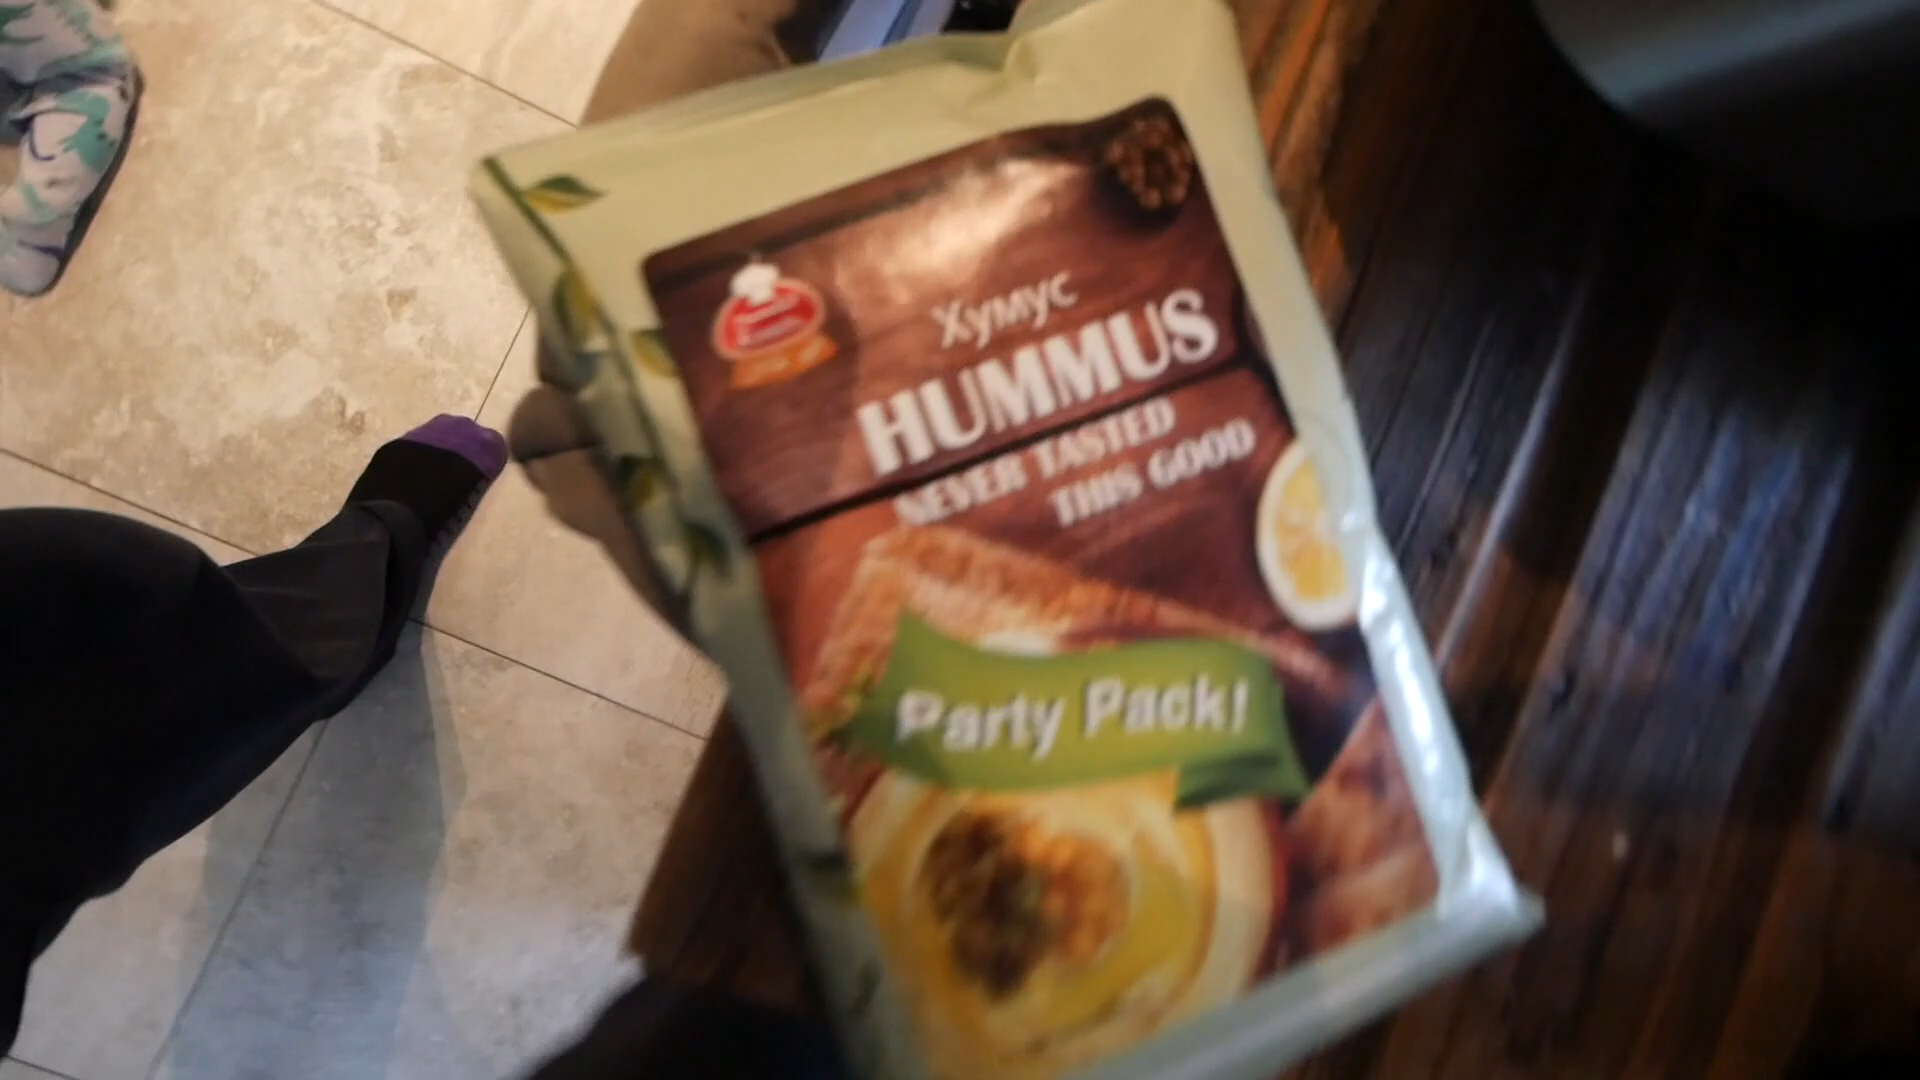 Хумус
HUMMUS
NEVER TASTED
THIS GOOD
Party Pack!